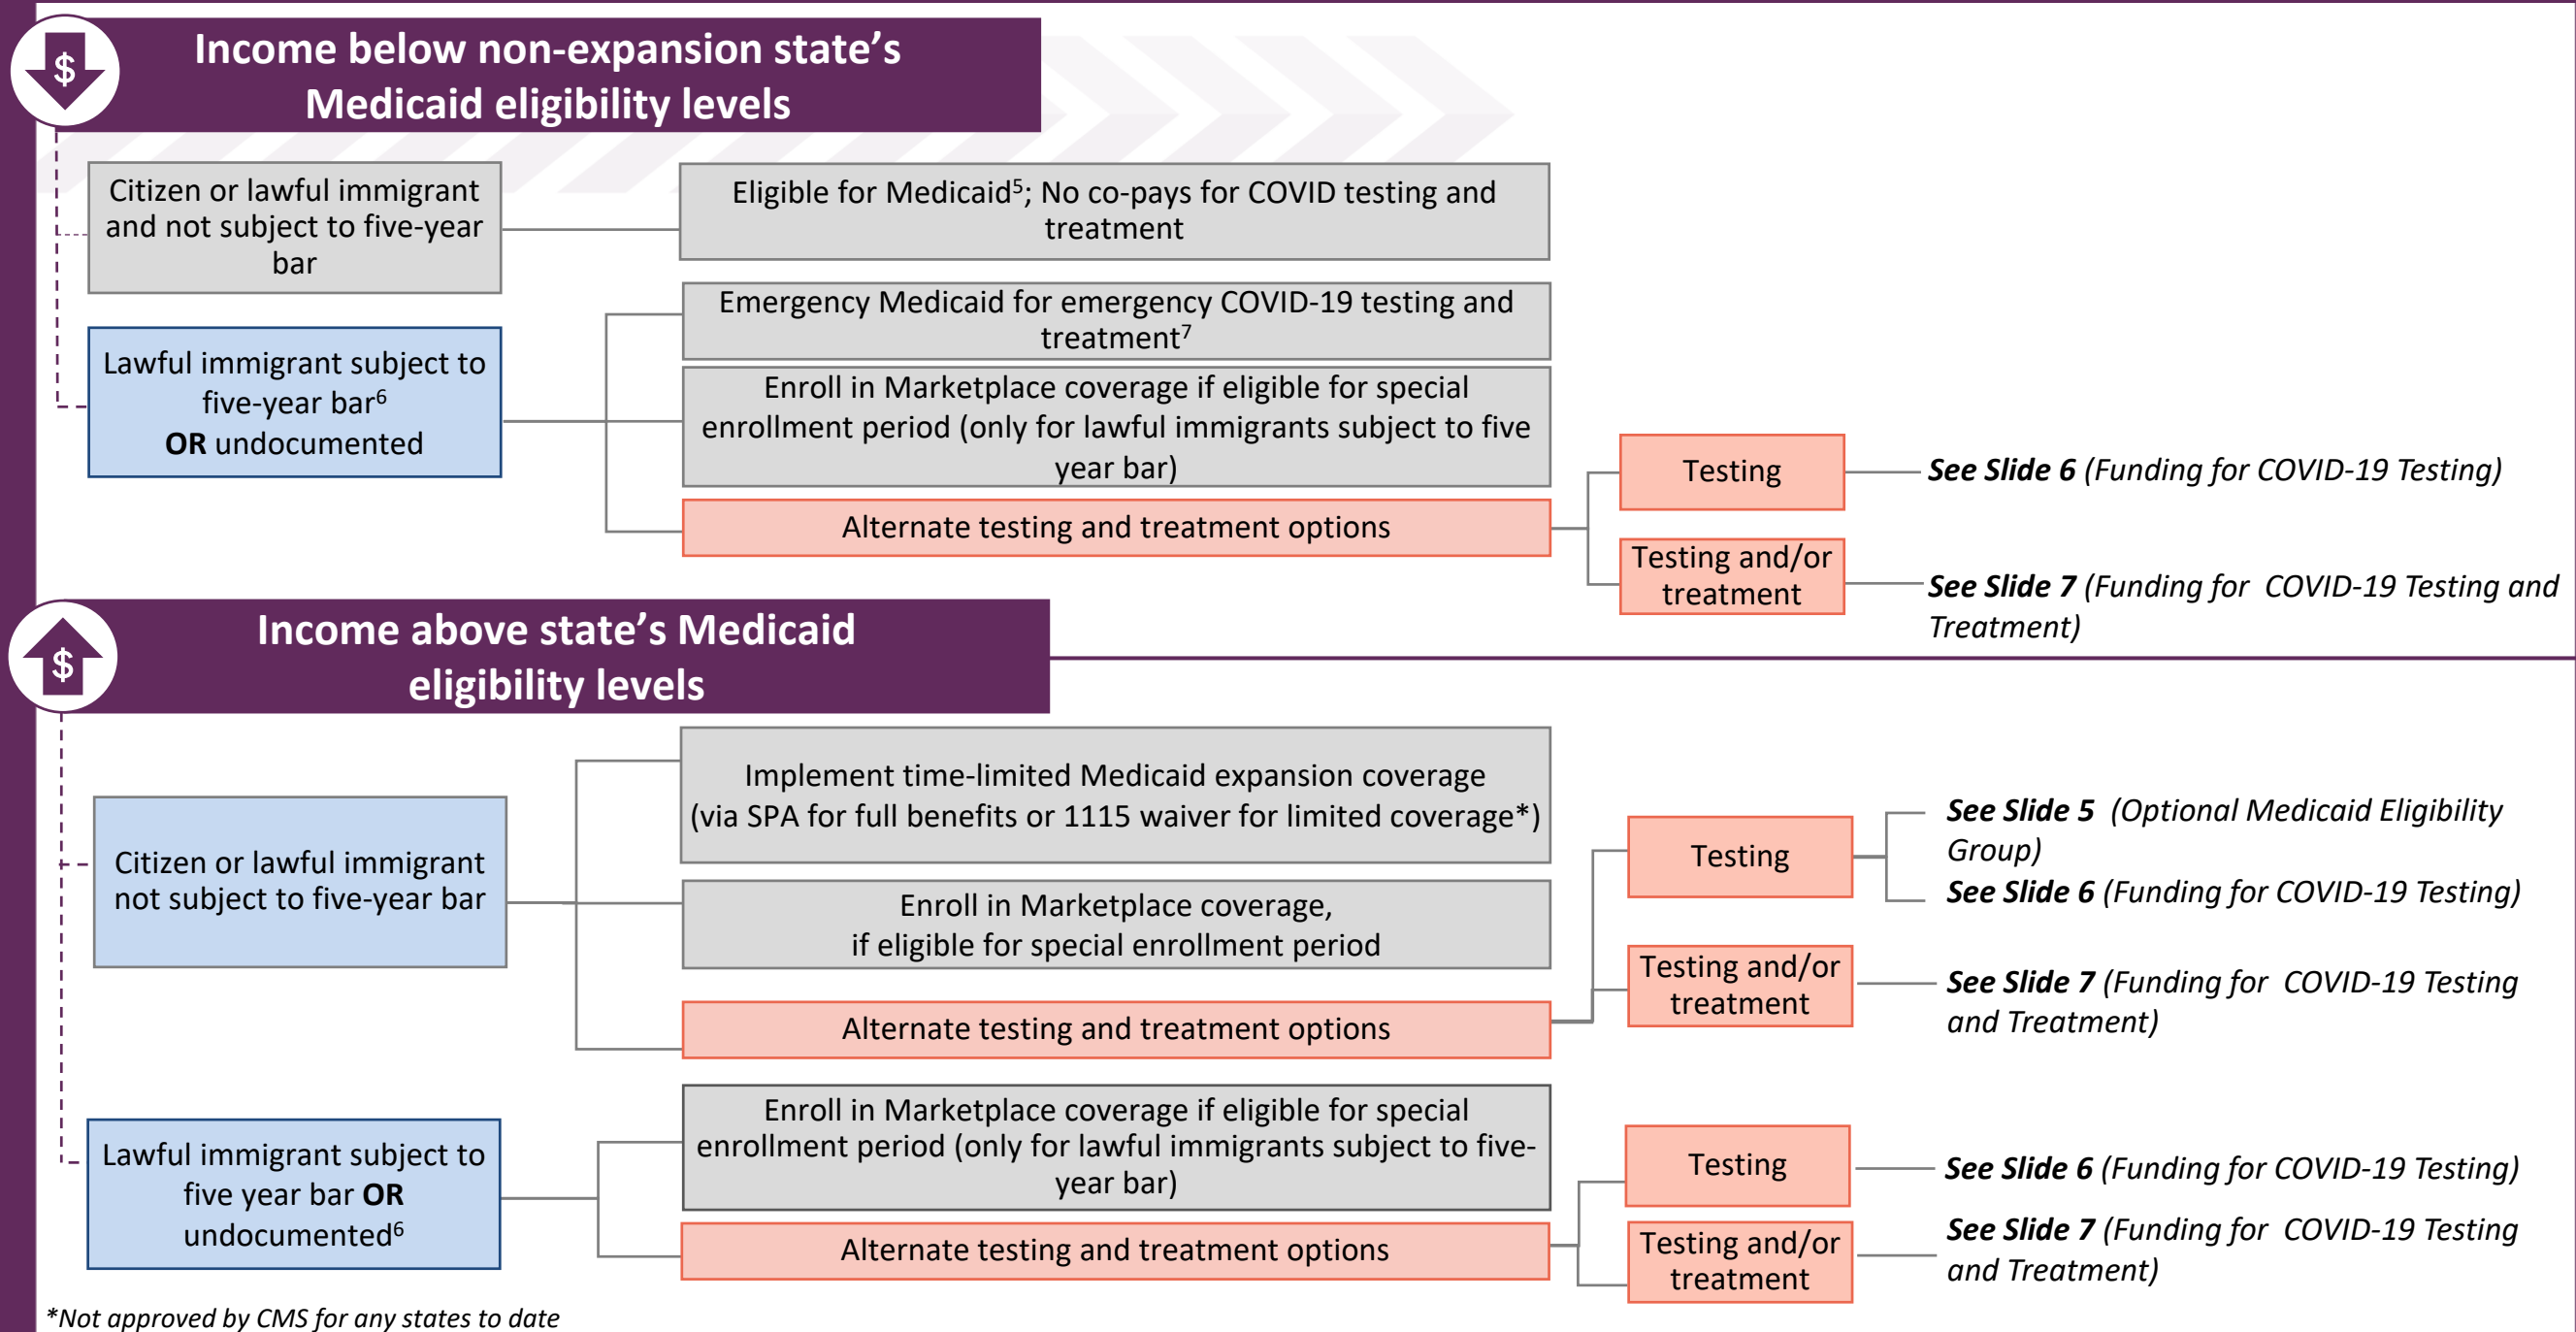 $
Income below non-expansion state’s
Medicaid eligibility levels
Citizen or lawful immigrant
and not subject to five-year
bar
Eligible for Medicaid⁵; No co-pays for COVID testing and
treatment
Lawful immigrant subject to
five-year bar⁶
OR undocumented
Emergency Medicaid for emergency COVID-19 testing and
treatment⁷
Enroll in Marketplace coverage if eligible for special
enrollment period (only for lawful immigrants subject to five
year bar)
Alternate testing and treatment options
Testing
See Slide 6 (Funding for COVID-19 Testing)
Testing and/or
treatment
See Slide 7 (Funding for  COVID-19 Testing and
Treatment)
$
Income above state’s Medicaid
eligibility levels
Citizen or lawful immigrant
not subject to five-year bar
Implement time-limited Medicaid expansion coverage
(via SPA for full benefits or 1115 waiver for limited coverage*)
Enroll in Marketplace coverage,
if eligible for special enrollment period
Alternate testing and treatment options
Testing
See Slide 5  (Optional Medicaid Eligibility
Group)
See Slide 6 (Funding for COVID-19 Testing)
Testing and/or
treatment
See Slide 7 (Funding for  COVID-19 Testing
and Treatment)
Lawful immigrant subject to
five year bar OR
undocumented⁶
Enroll in Marketplace coverage if eligible for special
enrollment period (only for lawful immigrants subject to five-
year bar)
Alternate testing and treatment options
Testing
See Slide 6 (Funding for COVID-19 Testing)
Testing and/or
treatment
See Slide 7 (Funding for  COVID-19 Testing
and Treatment)
*Not approved by CMS for any states to date